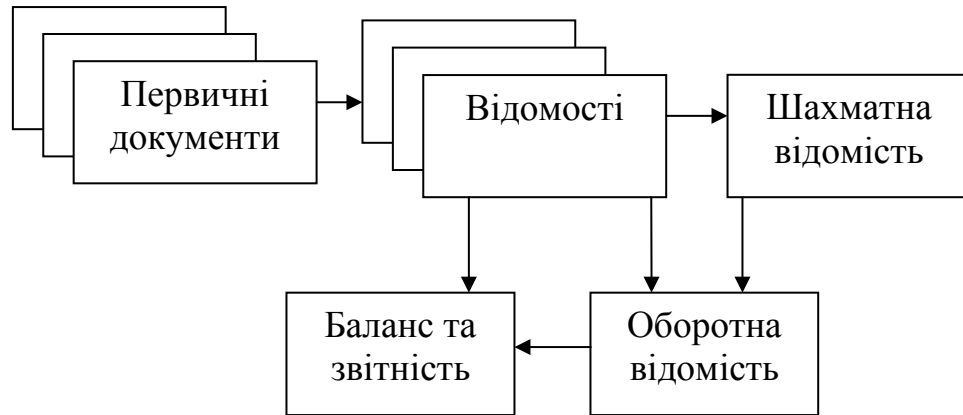 Первичні
документи
Відомості
Шахматна
відомість
Баланс та
звітність
Оборотна
відомість